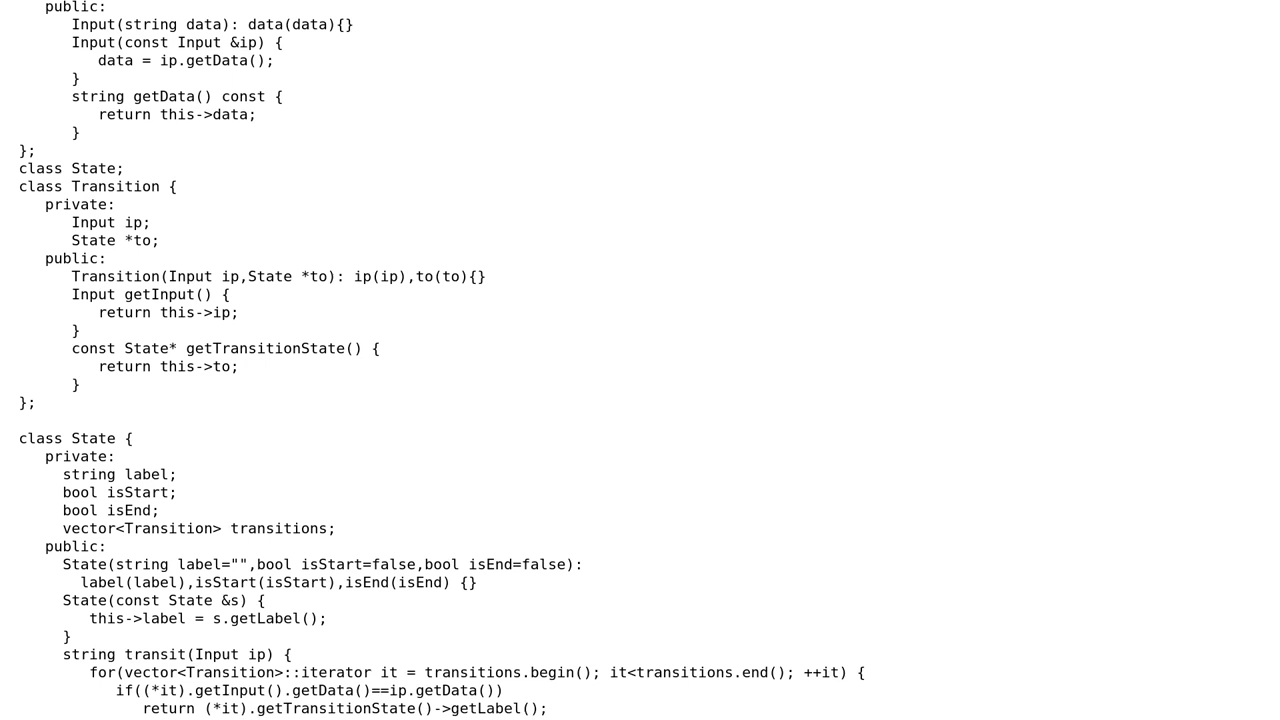 public:
Input(string data): data(data){}
Input(const Input &ip) {
data = ip.getData();
}
string getData() const {
return this->data;
}
};
class State;
class Transition {
private:
Input ip;
State *to;
public:
Transition(Input ip,State *to): ip(ip),to(to){}
Input getInput() {
return this->ip;
}
const State* getTransitionState() {
return this->to;
}
};
class State {
private:
string label;
bool isStart;
bool isEnd;
vector<Transition> transitions;
public:
State(string label="",bool isStart=false,bool isEnd=false):
label(label),isStart(isStart),isEnd(isEnd) {}
State(const State &s) {
this->label = s.getLabel();
}
string transit(Input ip) {
for(vector<Transition>::iterator it = transitions.begin(); it<transitions.end(); ++it) {
if((*it).getInput().getData()==ip.getData())
return (*it).getTransitionState()->getLabel();